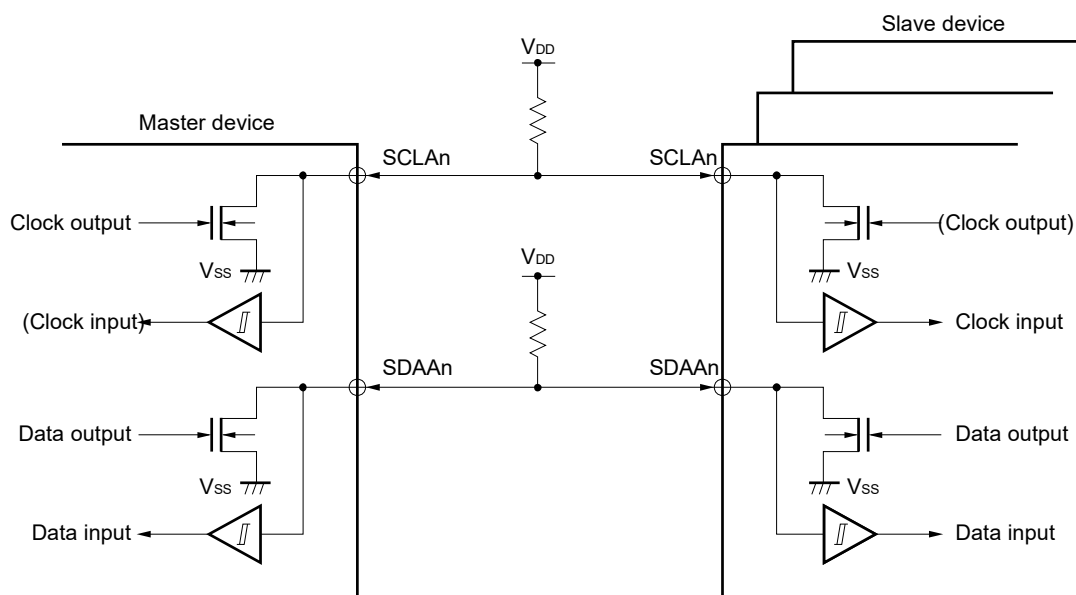 Slave device
VDD
Master device
SCLAn
SCLAn
Clock output
(Clock output)
VSS
VSS
VDD
(Clock input)
Clock input
SDAAn
SDAAn
Data output
Data output
VSS
VSS
Data input
Data input